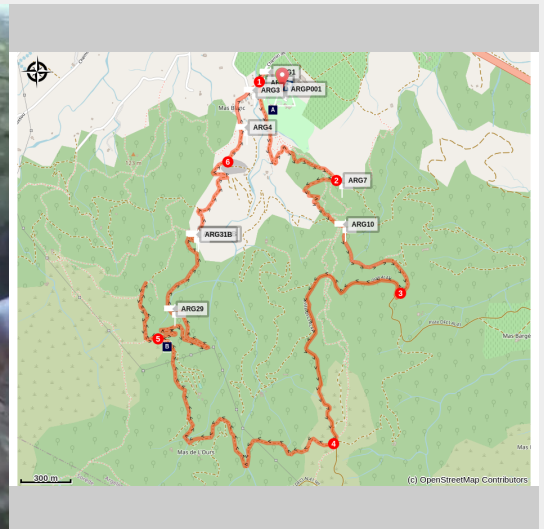 1
ARG3
ARGP001
A
Mas Blanc
ARG4
6
2
ARG7
ARG10
ARG31B
3
ARG29
5
B
4
Mas de L'Ours
300 m
(c) OpenStreetMap Contributors